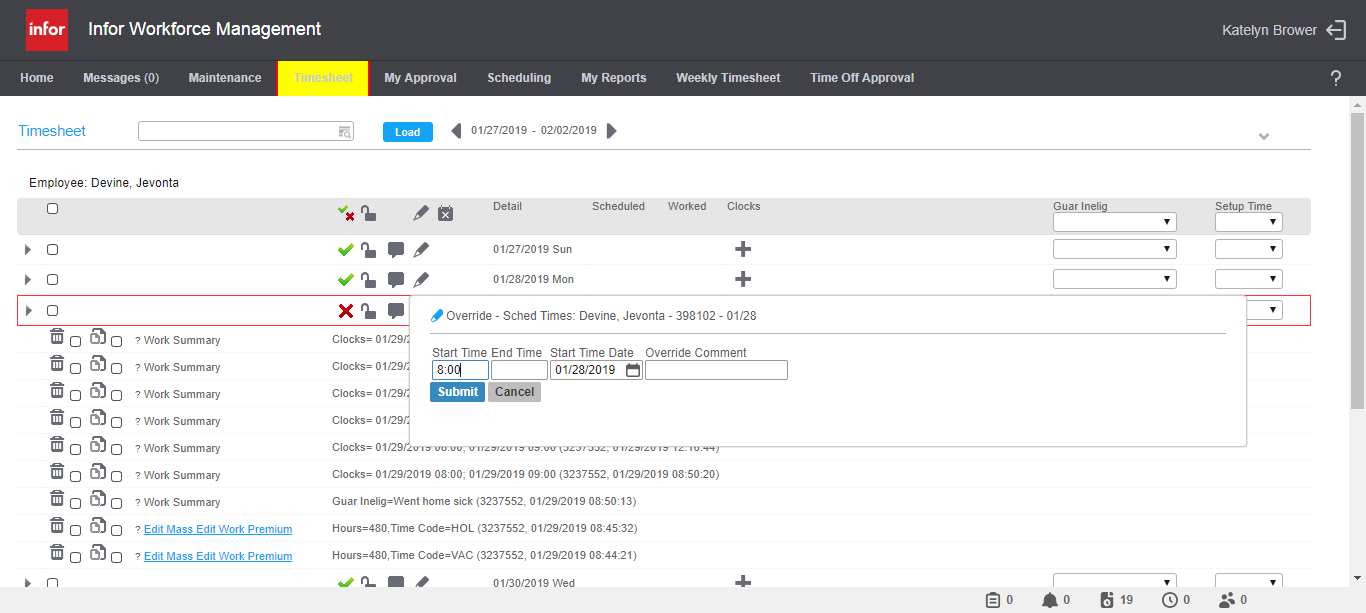 infor Infor Workforce Management Katelyn Brower
Home Messages (0) Maintenance Timesheet My Approval Scheduling My Reports Weekly Timesheet Time Off Approval ?
Timesheet Load 01/27/2019 - 02/02/2019
Employee: Devine, Jevonta
Detail Scheduled Worked Clocks Guar Inelig Setup Time
01/27/2019 Sun
01/28/2019 Mon
Override - Sched Times: Devine, Jevonta - 398102 - 01/28
? Work Summary Clocks= 01/29/2
Start Time End Time Start Time Date Override Comment
? Work Summary Clocks= 01/29/2
8:00 01/28/2019
? Work Summary Clocks= 01/29/2
Submit Cancel
? Work Summary Clocks= 01/29/2
? Work Summary Clocks= 01/29/2019 08:00; 01/29/2019 09:00 (3237552, 01/29/2019 12:16:44)
? Work Summary Clocks= 01/29/2019 08:00; 01/29/2019 09:00 (3237552, 01/29/2019 08:50:20)
? Work Summary Guar Inelig=Went home sick (3237552, 01/29/2019 08:50:13)
? Edit Mass Edit Work Premium Hours=480,Time Code=HOL (3237552, 01/29/2019 08:45:32)
? Edit Mass Edit Work Premium Hours=480,Time Code=VAC (3237552, 01/29/2019 08:44:21)
01/30/2019 Wed
0 0 19 0 0